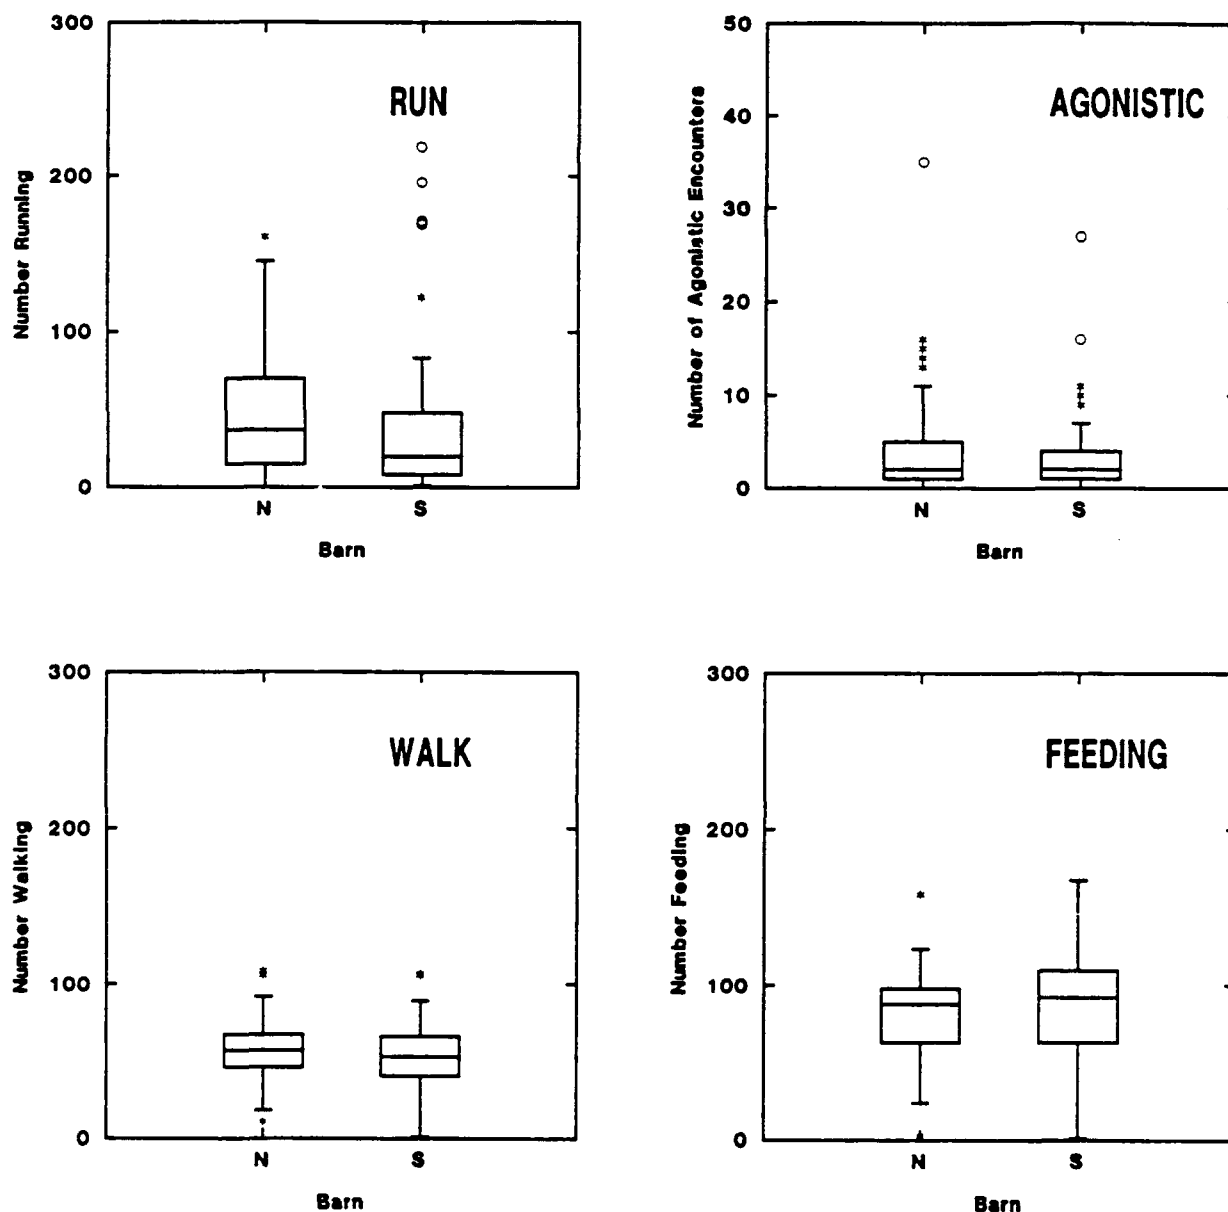 RUN
Number Running
300
200
100
0
N S
Barn
AGONISTIC
Number of Agonistic Encounters
50
40
30
20
10
0
N S
Barn
WALK
Number Walking
300
200
100
0
N S
Barn
FEEDING
Number Feeding
300
200
100
0
N S
Barn